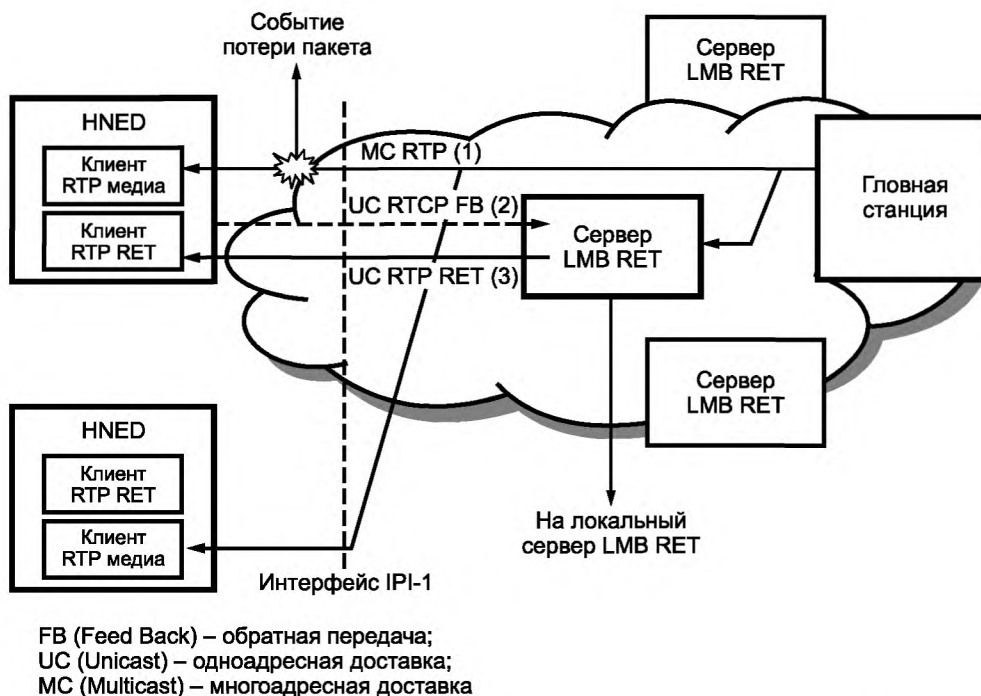 Событие
потери пакета
Сервер
LMB RET
HNED
Клиент
RTP медиа
Клиент
RTP RET
MC RTP (1)
UC RTCP FB (2)
UC RTP RET (3)
Сервер
LMB RET
Гловная
станция
Сервер
LMB RET
HNED
Клиент
RTP RET
Клиент
RTP медиа
На локальный
сервер LMB RET
Интерфейс IPI-1
FB (Feed Back) – обратная передача;
UC (Unicast) – одноадресная доставка;
MC (Multicast) – многоадресная доставка